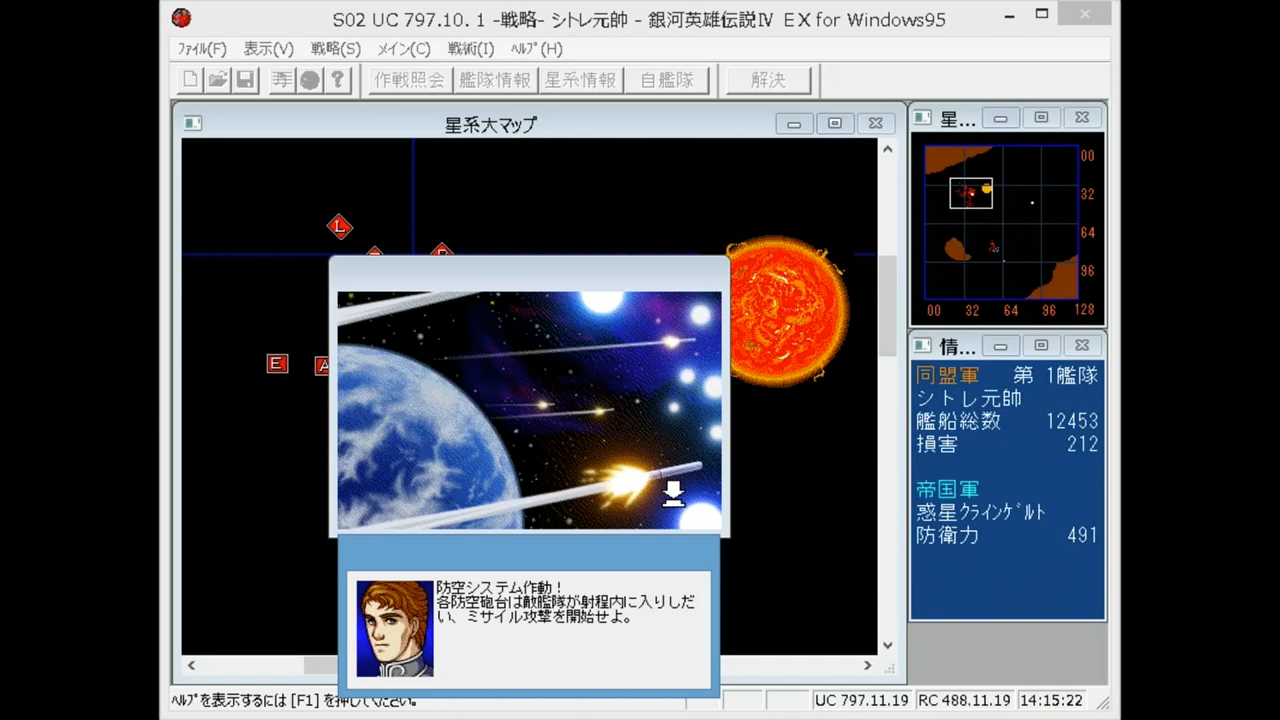 S02 UC 797.10. 1 -戦略- シトレ元帥 - 銀河英雄伝説Ⅳ EX for Windows95
ﾌｧｲﾙ(F) 表示(V) 戦略(S) メイン(C) 戦術(I) ﾍﾙﾌﾟ(H)
作戦照会 艦隊情報 星系情報 自艦隊 解決
星系大マップ
L
E
A
星...
00
32
64
96
00 32 64 96 128
情...
同盟軍 第 1艦隊
シトレ元帥
艦船総数 12453
損害 212
帝国軍
惑星ｸﾗｲﾝｹﾞﾙﾄ
防衛力 491
防空システム作動！
各防空砲台は敵艦隊が射程内に入りしだ
い、ミサイル攻撃を開始せよ。
ﾍﾙﾌﾟを表示するには [F1] を押してください。
UC 797.11.19 RC 488.11.19 14:15:22